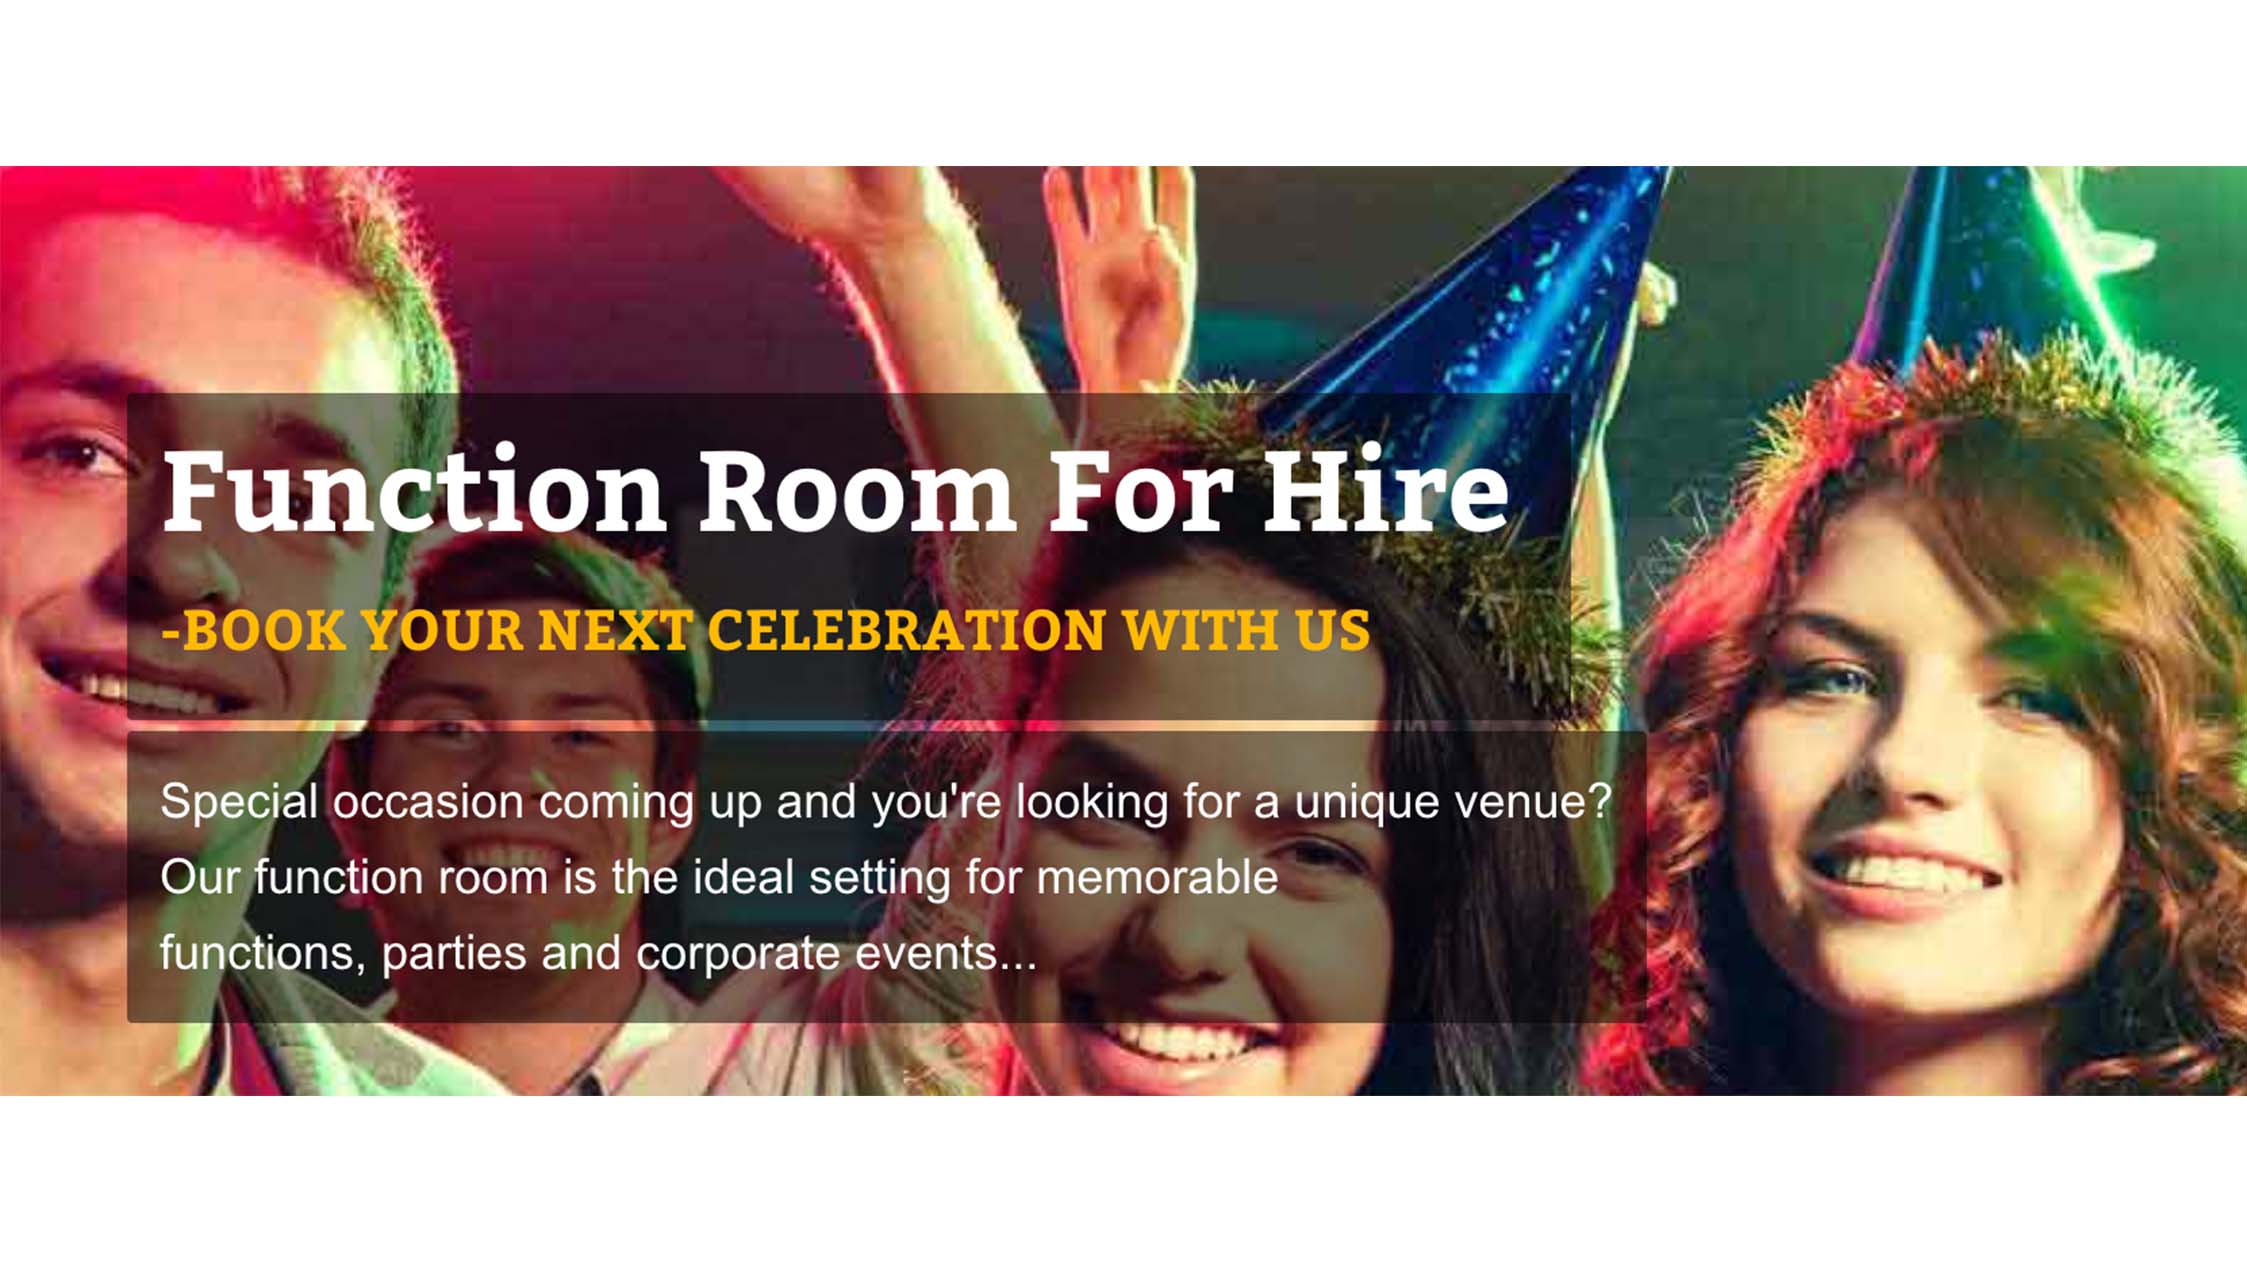 Function Room For Hire
-BOOK YOUR NEXT CELEBRATION WITH US
Special occasion coming up and you're looking for a unique venue?
Our function room is the ideal setting for memorable
functions, parties and corporate events...